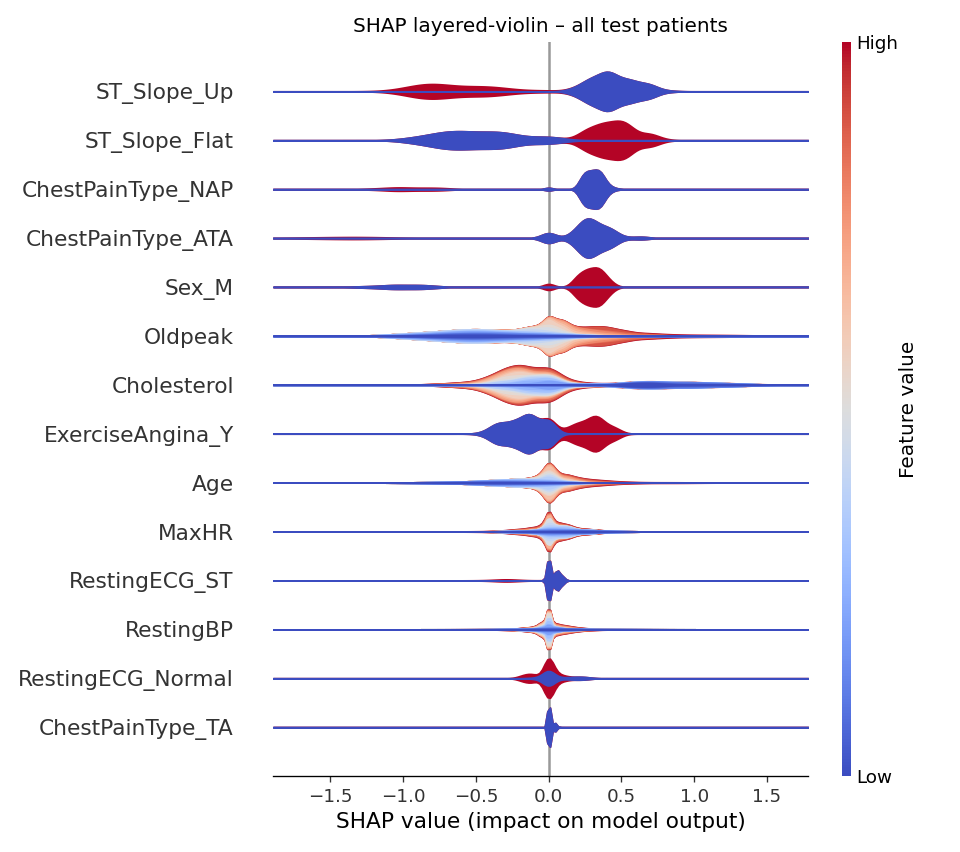 SHAP layered-violin – all test patients
High
ST_Slope_Up
ST_Slope_Flat
ChestPainType_NAP
ChestPainType_ATA
Sex_M
Oldpeak
Cholesterol
ExerciseAngina_Y
Age
MaxHR
RestingECG_ST
RestingBP
RestingECG_Normal
ChestPainType_TA
Feature value
Low
−1.5 −1.0 −0.5 0.0 0.5 1.0 1.5
SHAP value (impact on model output)